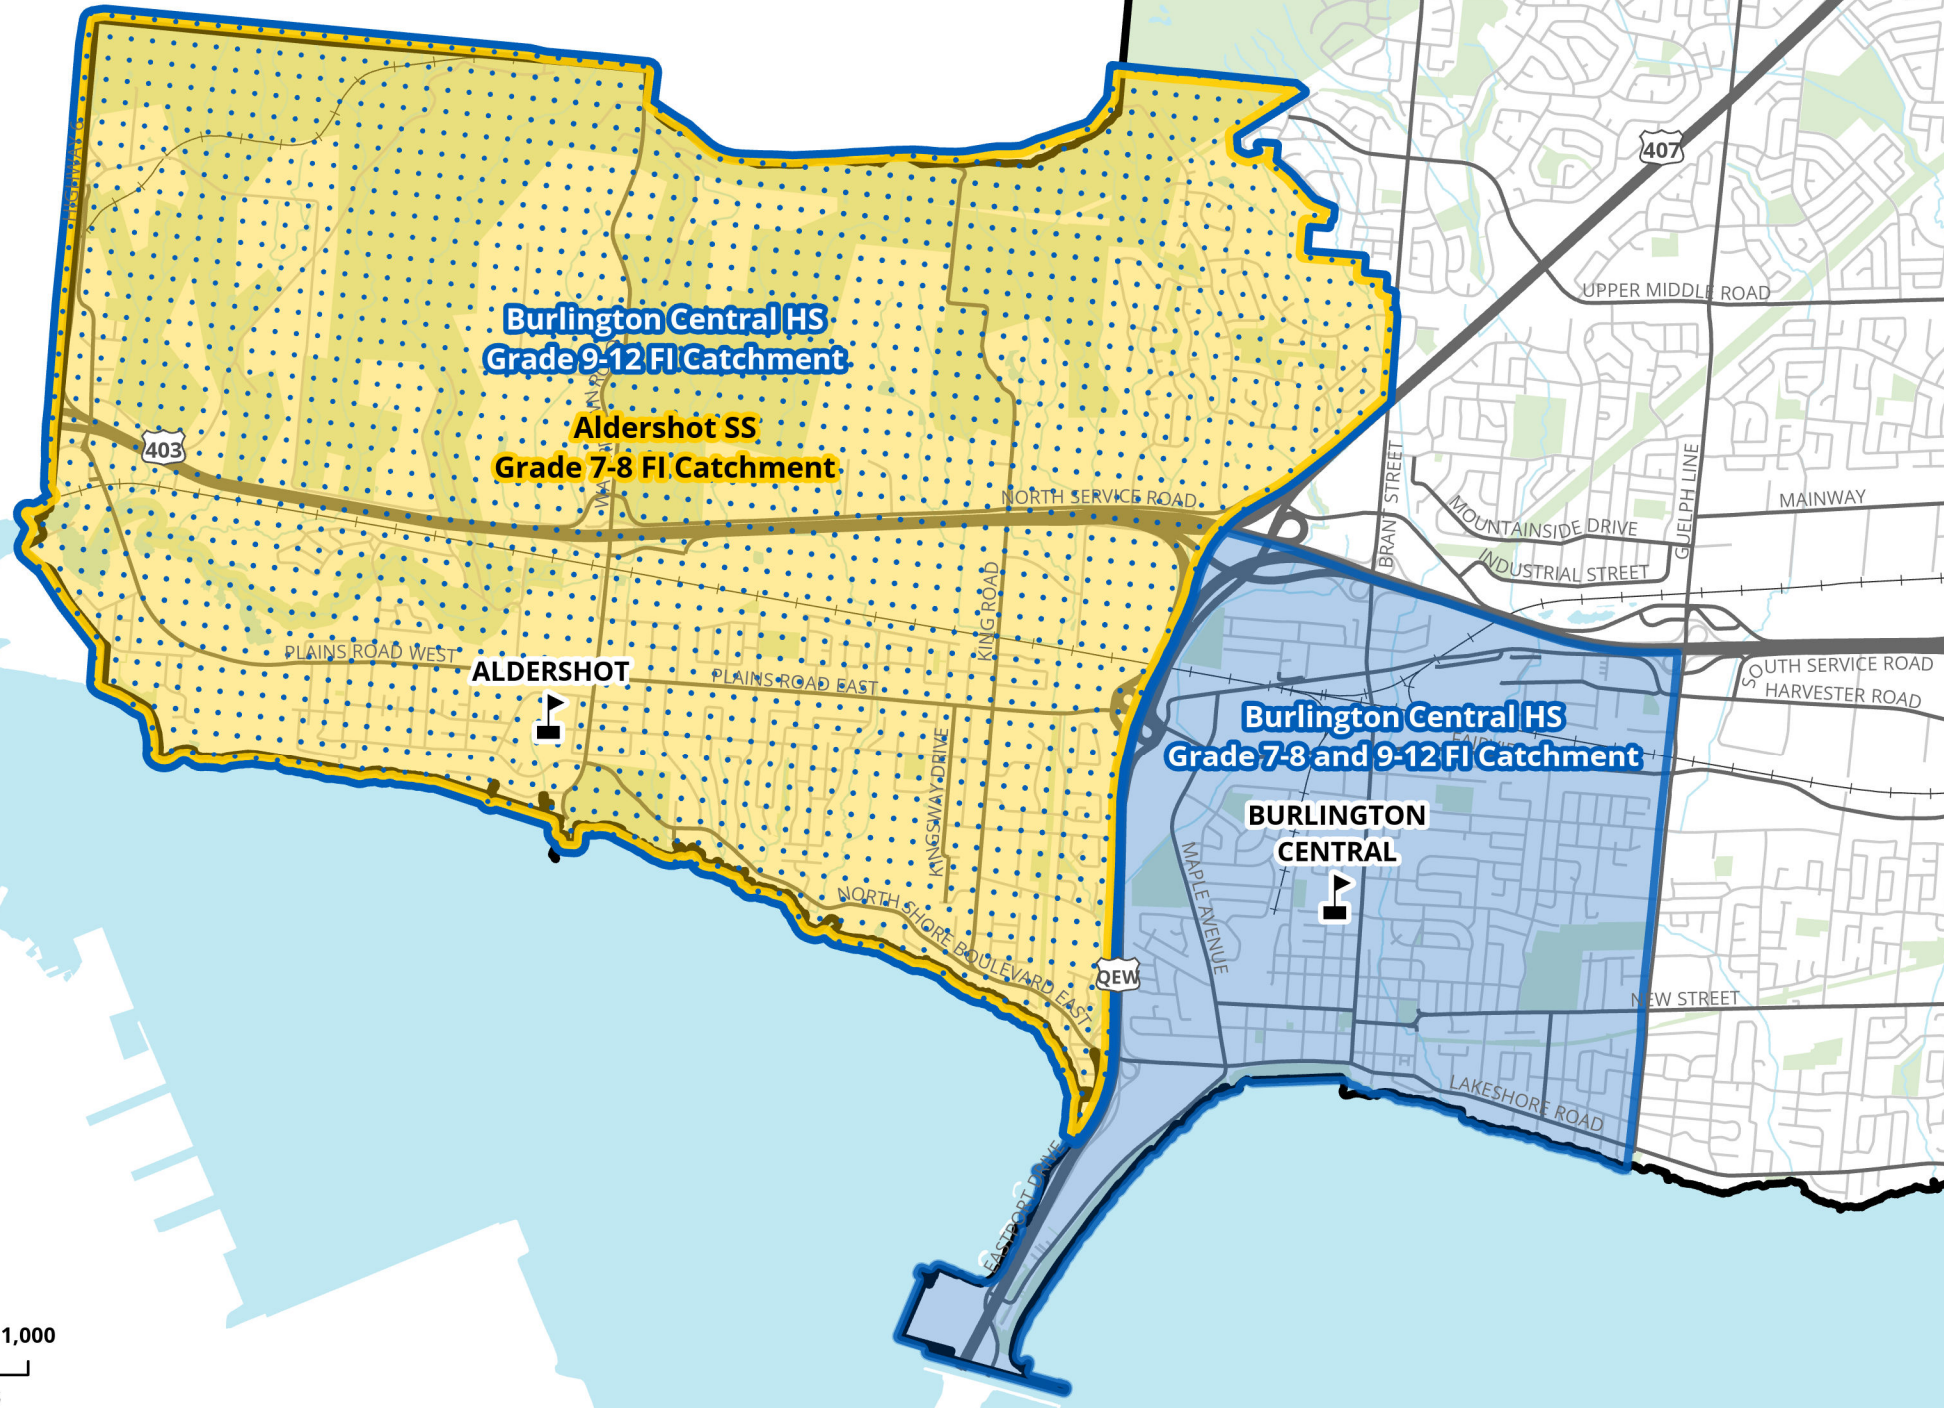 HIGHWAY 6
407
UPPER MIDDLE ROAD
Burlington Central HS
Grade 9-12 FI Catchment
Aldershot SS
Grade 7-8 FI Catchment
403
NORTH SERVICE ROAD
BRANT STREET
GUELPH LINE
MAINWAY
MOUNTAINSIDE DRIVE
INDUSTRIAL STREET
KING ROAD
PLAINS ROAD WEST
ALDERSHOT
PLAINS ROAD EAST
SOUTH SERVICE ROAD
HARVESTER ROAD
Burlington Central HS
Grade 7-8 and 9-12 FI Catchment
KINGSWAY DRIVE
BURLINGTON
CENTRAL
MAPLE AVENUE
NORTH SHORE BOULEVARD EAST
QEW
NEW STREET
LAKESHORE ROAD
EASTPORT DRIVE
1,000